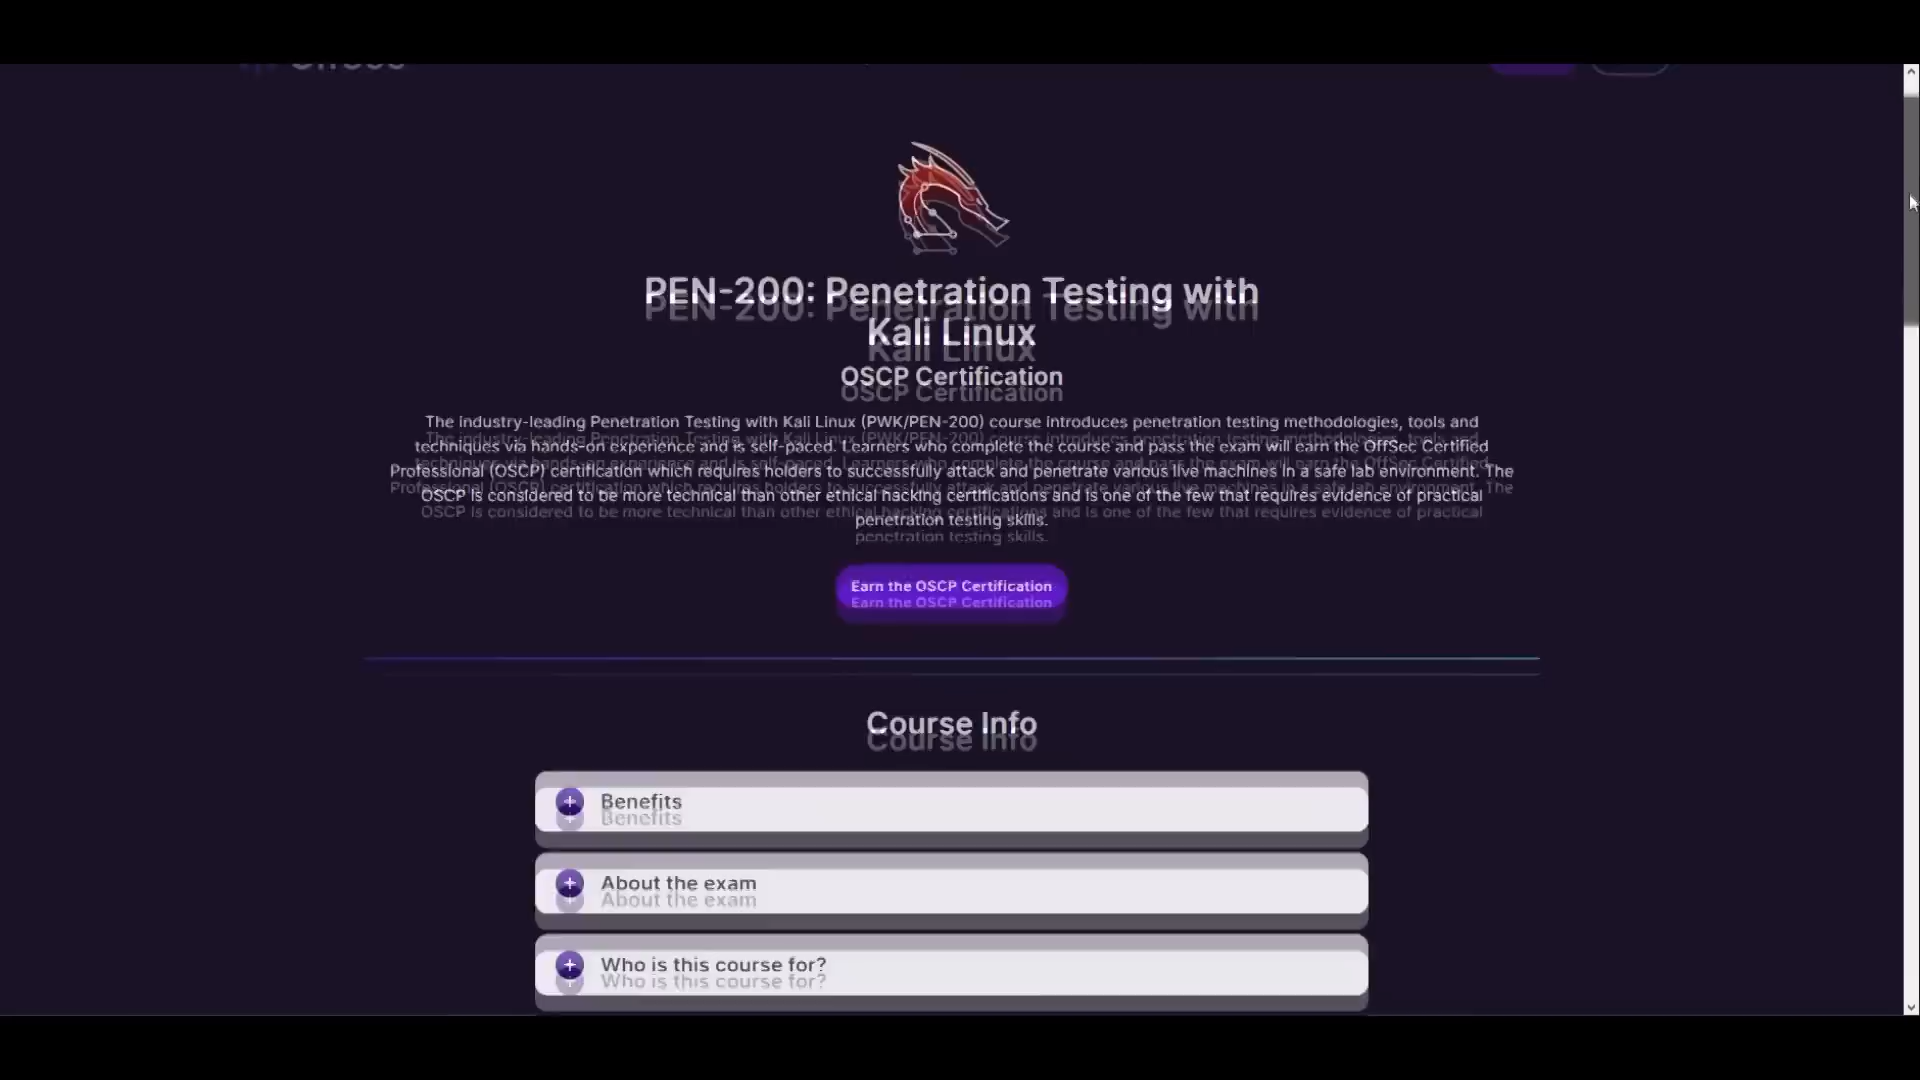 PEN-200: Penetration Testing with
Kali Linux
OSCP Certification
The industry-leading Penetration Testing with Kali Linux (PWK/PEN-200) course introduces penetration testing methodologies, tools and
techniques via hands-on experience and is self-paced. Learners who complete the course and pass the exam will earn the OffSec Certified
Professional (OSCP) certification which requires holders to successfully attack and penetrate various live machines in a safe lab environment. The
OSCP is considered to be more technical than other ethical hacking certifications and is one of the few that requires evidence of practical
penetration testing skills.
Earn the OSCP Certification
Course Info
Benefits
About the exam
Who is this course for?